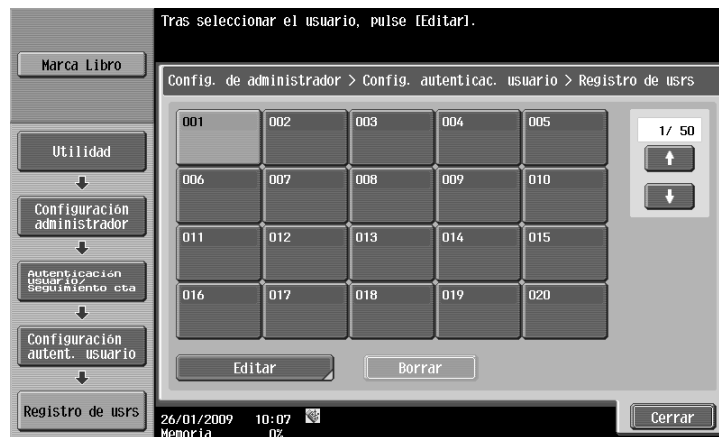 Tras seleccionar el usuario, pulse [Editar].
Marca Libro
Config. de administrador > Config. autenticac. usuario > Registro de usrs
001 002 003 004 005
1/ 50
006 007 008 009 010
011 012 013 014 015
016 017 018 019 020
Utilidad
Configuración
administrador
Autenticación
usuario/
Seguimiento cta
Configuración
autent. usuario
Registro de usrs
Editar
Borrar
26/01/2009 10:07
Memoria 0%
Cerrar